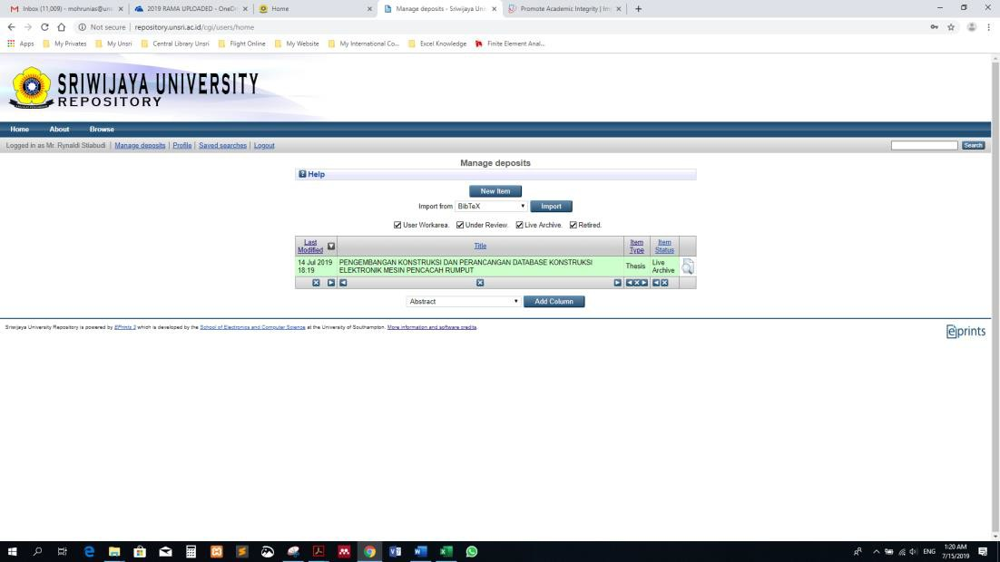 Inbox (11,009) - mohrunias@uns
2019 RAMA UPLOADED - OneDr
Home
Manage deposits - Sriwijaya Univ
Promote Academic Integrity | Im
Not secure | repository.unsri.ac.id/cgi/users/home
Apps My Privates My Unsri Central Library Unsri Flight Online My Website My International Co... Excel Knowledge Finite Element Anal...
SRIWIJAYA UNIVERSITY
REPOSITORY
Home About Browse
Logged in as Mr. Rynaldi Stiabudi | Manage deposits | Profile | Saved searches | Logout
Search
Manage deposits
Help
New Item
Import from BibTeX Import
User Workarea. Under Review. Live Archive. Retired.
Last Modified Title Item Type Item Status
14 Jul 2019 18:19
PENGEMBANGAN KONSTRUKSI DAN PERANCANGAN DATABASE KONSTRUKSI
ELEKTRONIK MESIN PENCACAH RUMPUT
Thesis
Live Archive
Abstract Add Column
Sriwijaya University Repository is powered by EPrints 3 which is developed by the School of Electronics and Computer Science at the University of Southampton. More information and software credits.
eprints
ENG
1:20 AM
7/15/2019